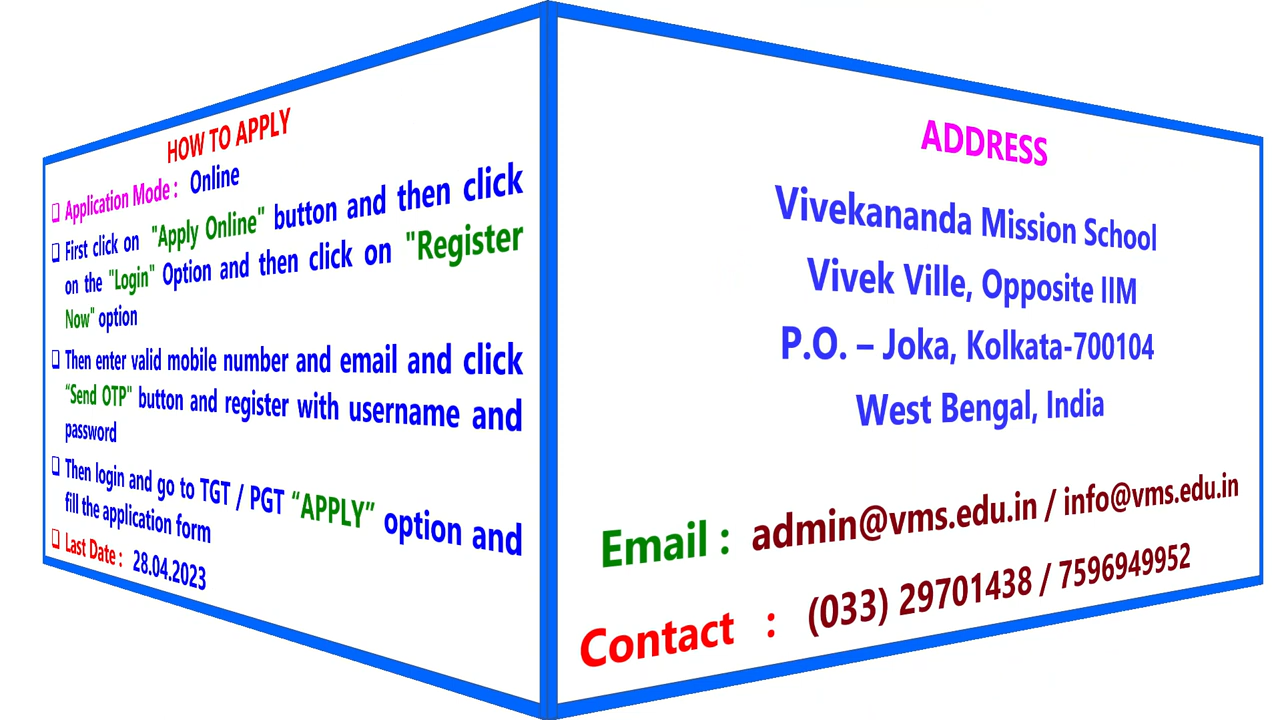 HOW TO APPLY
❑ Application Mode : Online
❑ First click on "Apply Online" button and then click
on the "Login" Option and then click on "Register
Now" option
❑ Then enter valid mobile number and email and click
“Send OTP" button and register with username and
password
❑ Then login and go to TGT / PGT “APPLY” option and
fill the application form
❑ Last Date : 28.04.2023
ADDRESS
Vivekananda Mission School
Vivek Ville, Opposite IIM
P.O. – Joka, Kolkata-700104
West Bengal, India
Email : admin@vms.edu.in / info@vms.edu.in
Contact : (033) 29701438 / 7596949952